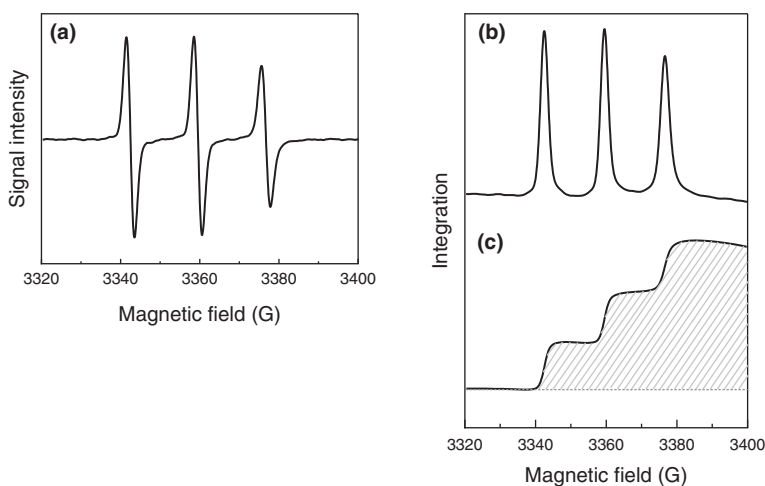 (a)
Signal intensity
3320 3340 3360 3380 3400
Magnetic field (G)
(b)
(c)
Integration
3320 3340 3360 3380 3400
Magnetic field (G)